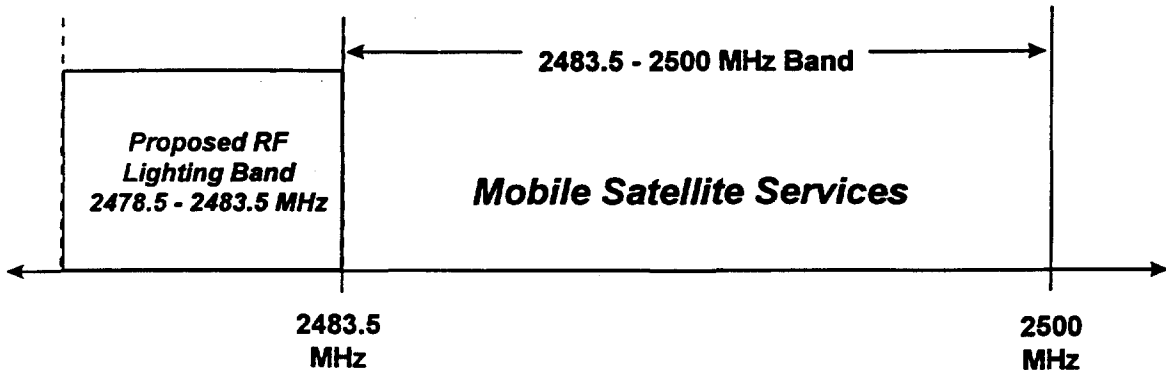 2483.5 - 2500 MHz Band
Proposed RF
Lighting Band
2478.5 - 2483.5 MHz
Mobile Satellite Services
2483.5
MHz
2500
MHz